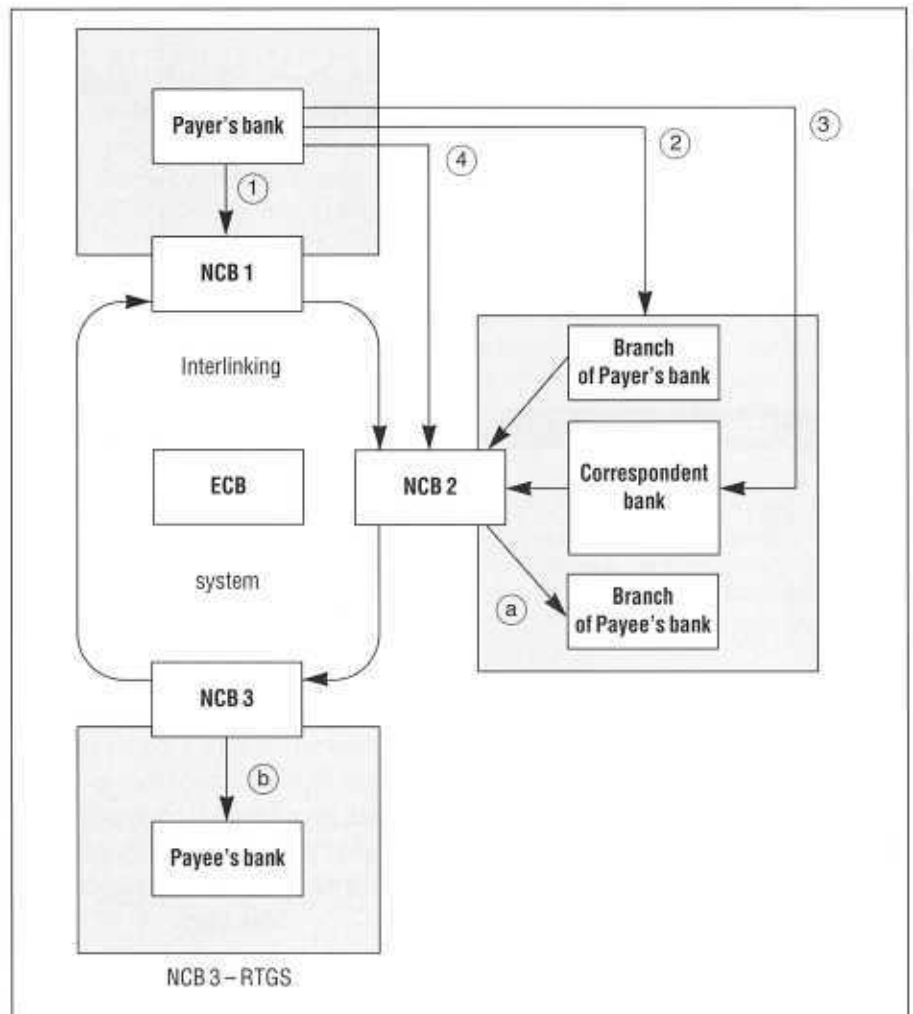 Payer's bank
3
2
4
1
NCB 1
Interlinking
Branch
of Payer's bank
ECB
NCB 2
Correspondent
bank
system
a
Branch
of Payee's bank
NCB 3
b
Payee's bank
NCB 3 – RTGS